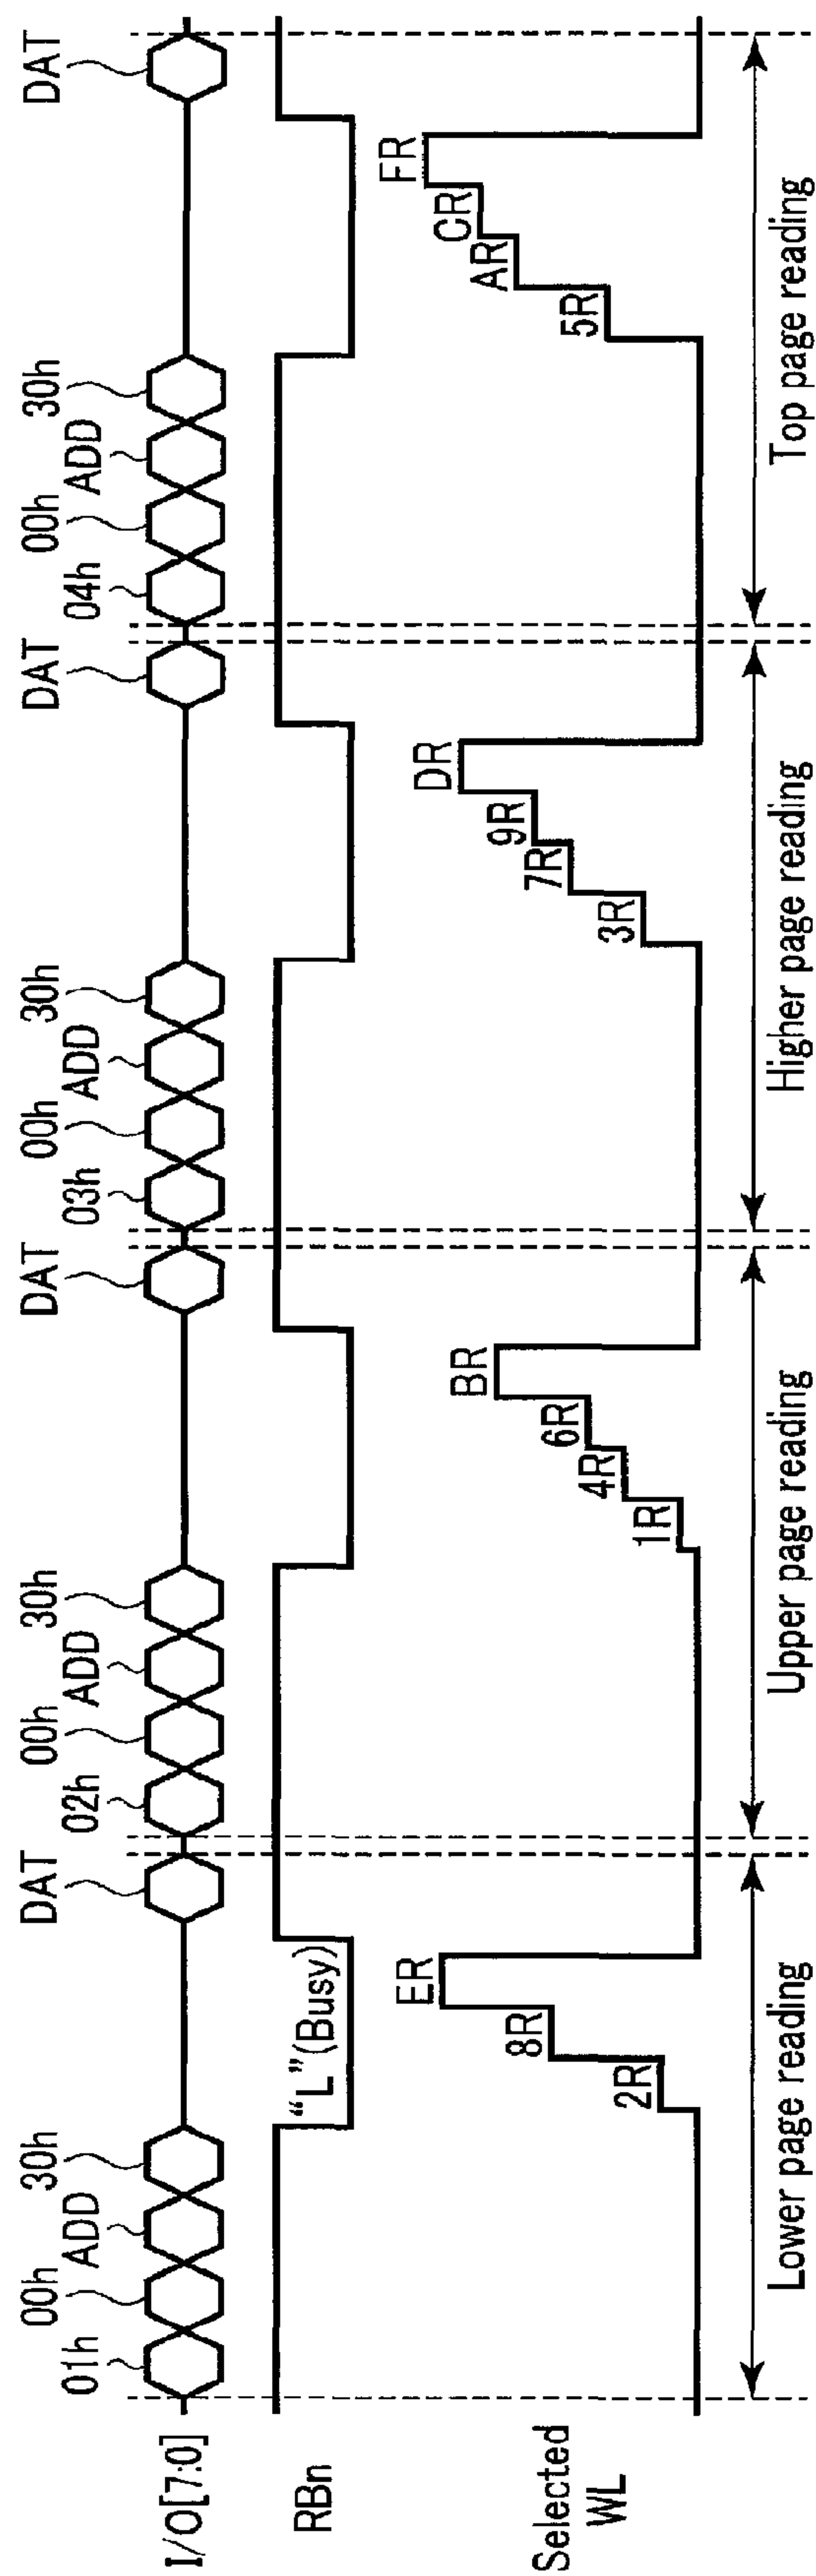 I/O[7:0]
01h
00h
ADD
30h
DAT
02h
00h
ADD
30h
DAT
03h
00h
ADD
30h
DAT
04h
00h
ADD
30h
DAT
RBn
“L”(Busy)
Selected
WL
2R
8R
ER
1R
4R
6R
BR
3R
7R
9R
DR
5R
AR
CR
FR
Lower page reading
Upper page reading
Higher page reading
Top page reading